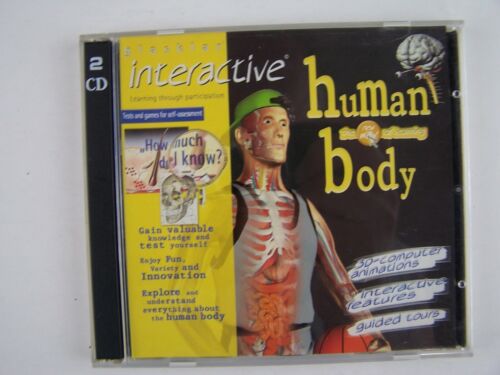 2
CD
interactive®
Learning through participation
Tests and games for self-assessment
"How much
do I know?"
Gain valuable
knowledge and
test yourself
Enjoy Fun,
Variety and
Innovation
Explore and
understand
everything about
the human body
human
body
3D-computer
animations
interactive
features
guided tours